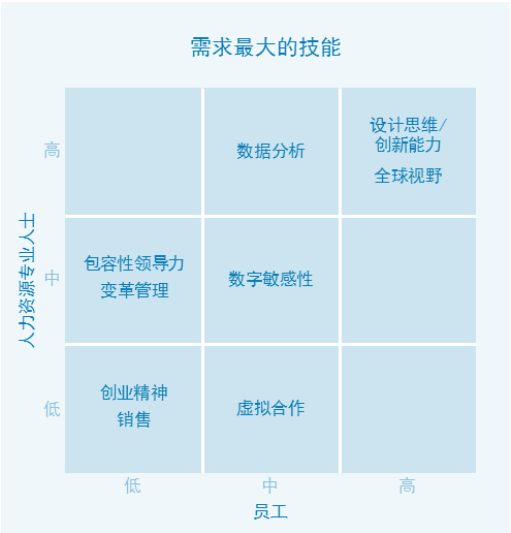 需求最大的技能
高
数据分析
设计思维/
创新能力
全球视野
人力资源专业人士
中
包容性领导力
变革管理
数字敏感性
低
创业精神
销售
虚拟合作
低
中
高
员工